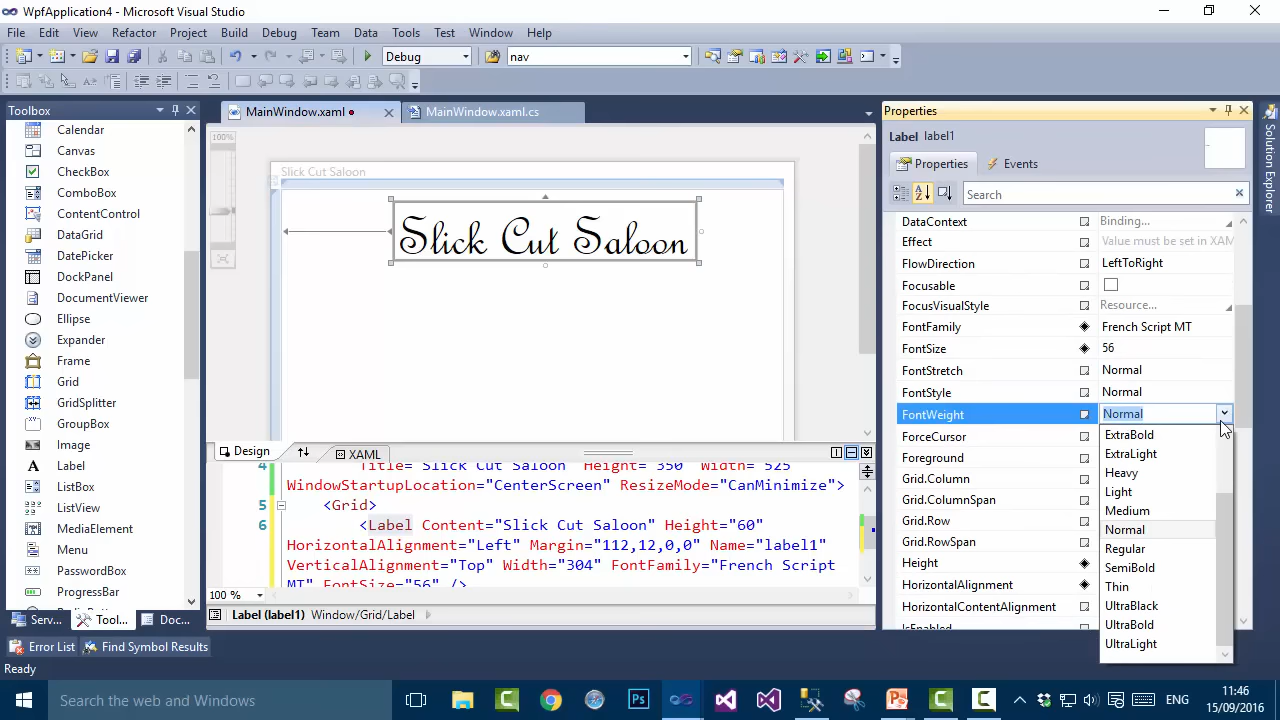 WpfApplication4 - Microsoft Visual Studio
File Edit View Refactor Project Build Debug Team Data Tools Test Window Help
Debug nav
Toolbox
Calendar
Canvas
CheckBox
ComboBox
ContentControl
DataGrid
DatePicker
DockPanel
DocumentViewer
Ellipse
Expander
Frame
Grid
GridSplitter
GroupBox
Image
Label
ListBox
ListView
MediaElement
Menu
PasswordBox
ProgressBar
Serv... Tool... Doc...
MainWindow.xaml MainWindow.xaml.cs
100%
Slick Cut Saloon
Slick Cut Saloon
Design XAML
4 Title="Slick Cut Saloon" Height="350" Width="525"
WindowStartupLocation="CenterScreen" ResizeMode="CanMinimize">
5 <Grid>
6 <Label Content="Slick Cut Saloon" Height="60"
HorizontalAlignment="Left" Margin="112,12,0,0" Name="label1"
VerticalAlignment="Top" Width="304" FontFamily="French Script
MT" FontSize="56" />
100 %
Label (label1) Window/Grid/Label
Properties
Label label1
Properties Events
Search
DataContext Binding...
Effect Value must be set in XAM
FlowDirection LeftToRight
Focusable
FocusVisualStyle Resource...
FontFamily French Script MT
FontSize 56
FontStretch Normal
FontStyle Normal
FontWeight Normal
ForceCursor
Foreground
Grid.Column
Grid.ColumnSpan
Grid.Row
Grid.RowSpan
Height
HorizontalAlignment
HorizontalContentAlignment
IsEnabled
ExtraBold
ExtraLight
Heavy
Light
Medium
Normal
Regular
SemiBold
Thin
UltraBlack
UltraBold
UltraLight
Solution Explorer
Error List Find Symbol Results
Ready
Search the web and Windows
ENG
11:46
15/09/2016